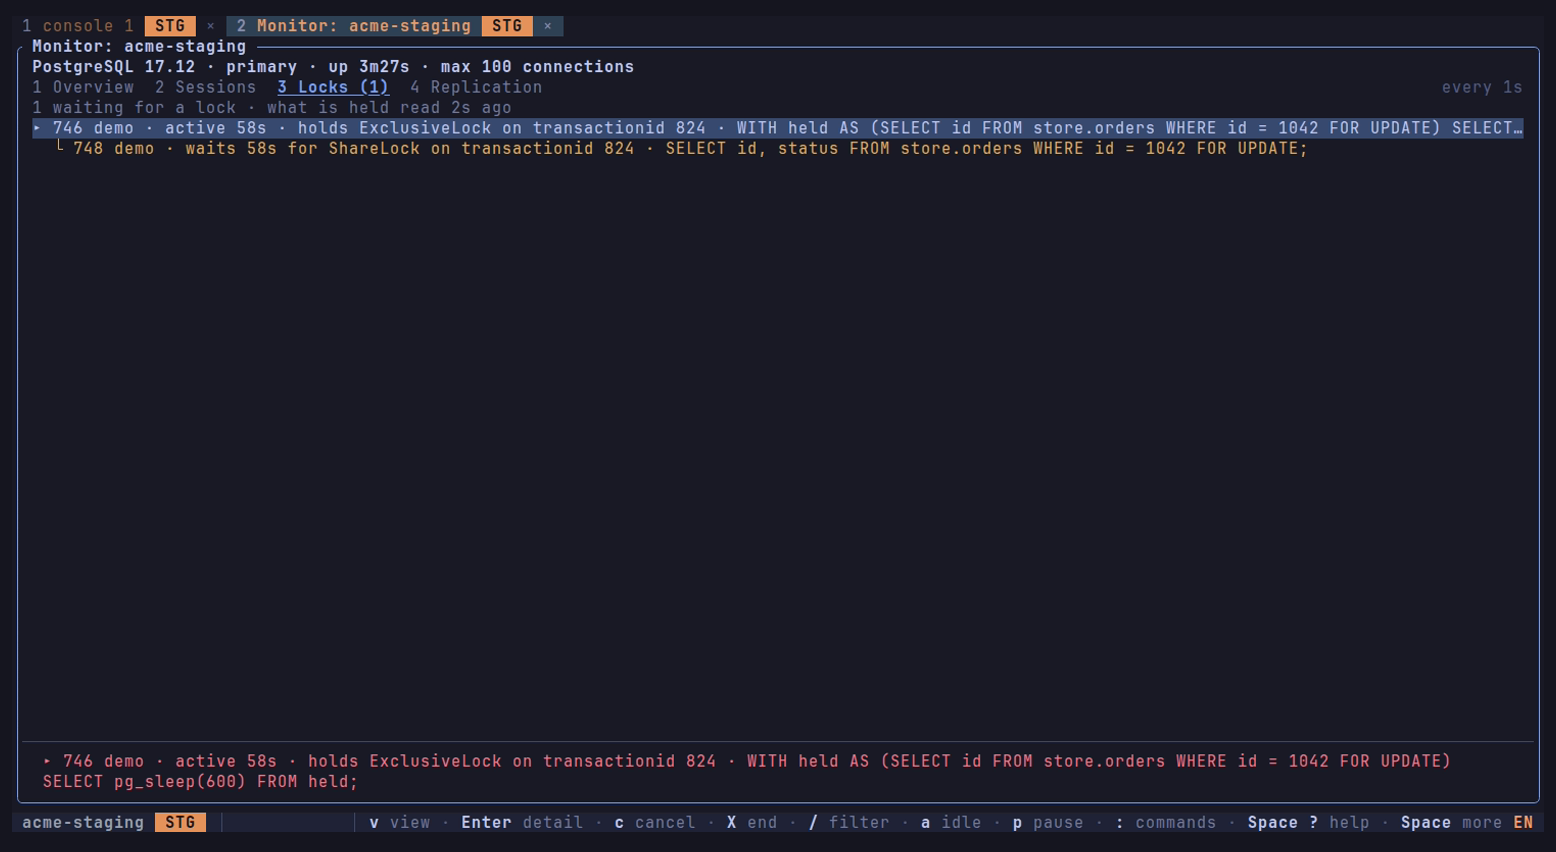 1 console 1 STG × 2 Monitor: acme-staging STG ×
Monitor: acme-staging
PostgreSQL 17.12 · primary · up 3m27s · max 100 connections
1 Overview 2 Sessions 3 Locks (1) 4 Replication every 1s
1 waiting for a lock · what is held read 2s ago
▸ 746 demo · active 58s · holds ExclusiveLock on transactionid 824 · WITH held AS (SELECT id FROM store.orders WHERE id = 1042 FOR UPDATE) SELECT…
└ 748 demo · waits 58s for ShareLock on transactionid 824 · SELECT id, status FROM store.orders WHERE id = 1042 FOR UPDATE;
▸ 746 demo · active 58s · holds ExclusiveLock on transactionid 824 · WITH held AS (SELECT id FROM store.orders WHERE id = 1042 FOR UPDATE)
SELECT pg_sleep(600) FROM held;
acme-staging STG │ │ v view · Enter detail · c cancel · X end · / filter · a idle · p pause · : commands · Space ? help · Space more EN